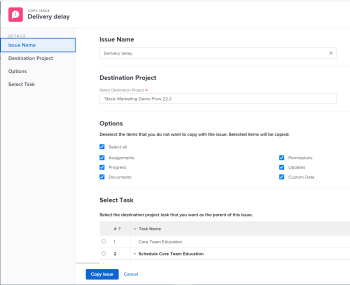 COPY ISSUE
Delivery delay
DETAILS
Issue Name
Destination Project
Options
Select Task
Issue Name
Delivery delay
Destination Project
Select Destination Project *
*Basic Marketing Demo Flow 22.2
Options
Deselect the items that you do not want to copy with the issue. Selected items will be copied.
Select all
Assignments
Permissions
Progress
Updates
Documents
Custom Data
Select Task
Select the destination project task that you want as the parent of this issue.
# ↑ Task Name
1 Core Team Education
2 Schedule Core Team Education
Copy Issue Cancel